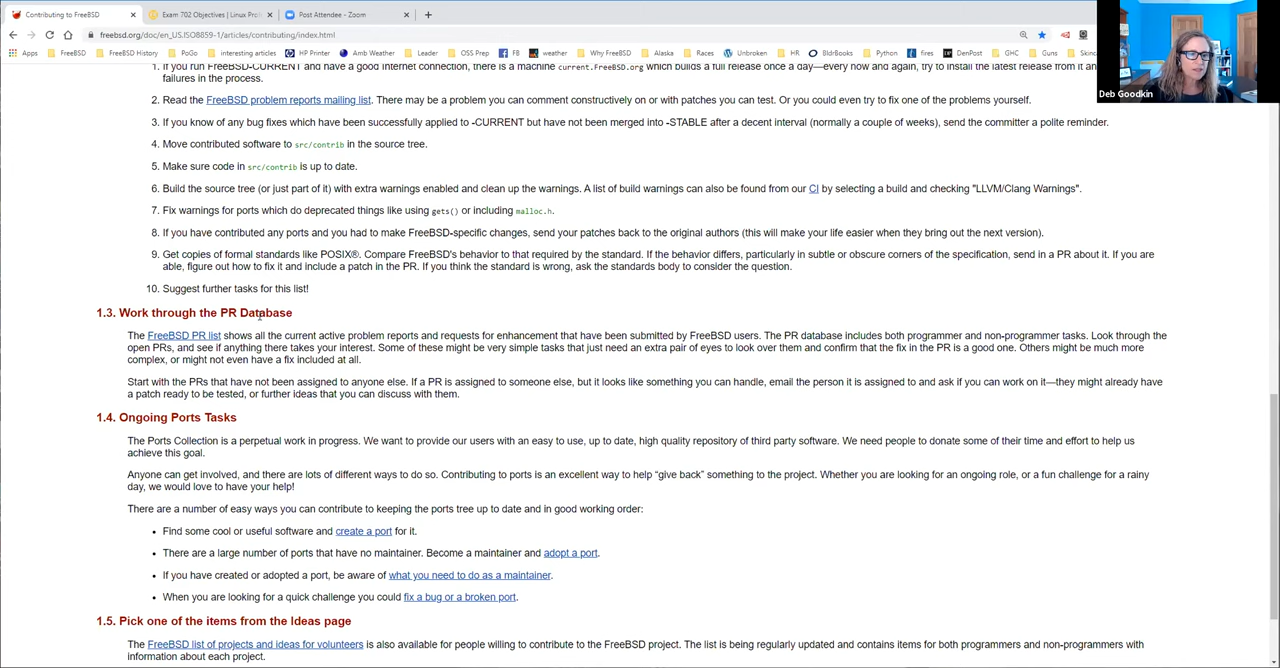 Contributing to FreeBSD
Exam 702 Objectives | Linux Prof
Post Attendee - Zoom
freebsd.org/doc/en_US.ISO8859-1/articles/contributing/index.html
Apps FreeBSD FreeBSD History PoGo interesting articles HP Printer Amb Weather Leader OSS Prep FB weather Why FreeBSD Alaska Races Unbroken HR BldrBooks Python fires DenPost GHC Guns Skinc
Deb Goodkin
1. If you run FreeBSD-CURRENT and have a good Internet connection, there is a machine current.FreeBSD.org which builds a full release once a day—every now and again, try to install the latest release from it an
failures in the process.
2. Read the FreeBSD problem reports mailing list. There may be a problem you can comment constructively on or with patches you can test. Or you could even try to fix one of the problems yourself.
3. If you know of any bug fixes which have been successfully applied to -CURRENT but have not been merged into -STABLE after a decent interval (normally a couple of weeks), send the committer a polite reminder.
4. Move contributed software to src/contrib in the source tree.
5. Make sure code in src/contrib is up to date.
6. Build the source tree (or just part of it) with extra warnings enabled and clean up the warnings. A list of build warnings can also be found from our CI by selecting a build and checking "LLVM/Clang Warnings".
7. Fix warnings for ports which do deprecated things like using gets() or including malloc.h.
8. If you have contributed any ports and you had to make FreeBSD-specific changes, send your patches back to the original authors (this will make your life easier when they bring out the next version).
9. Get copies of formal standards like POSIX®. Compare FreeBSD's behavior to that required by the standard. If the behavior differs, particularly in subtle or obscure corners of the specification, send in a PR about it. If you are
able, figure out how to fix it and include a patch in the PR. If you think the standard is wrong, ask the standards body to consider the question.
10. Suggest further tasks for this list!
1.3. Work through the PR Database
The FreeBSD PR list shows all the current active problem reports and requests for enhancement that have been submitted by FreeBSD users. The PR database includes both programmer and non-programmer tasks. Look through the
open PRs, and see if anything there takes your interest. Some of these might be very simple tasks that just need an extra pair of eyes to look over them and confirm that the fix in the PR is a good one. Others might be much more
complex, or might not even have a fix included at all.
Start with the PRs that have not been assigned to anyone else. If a PR is assigned to someone else, but it looks like something you can handle, email the person it is assigned to and ask if you can work on it—they might already have
a patch ready to be tested, or further ideas that you can discuss with them.
1.4. Ongoing Ports Tasks
The Ports Collection is a perpetual work in progress. We want to provide our users with an easy to use, up to date, high quality repository of third party software. We need people to donate some of their time and effort to help us
achieve this goal.
Anyone can get involved, and there are lots of different ways to do so. Contributing to ports is an excellent way to help “give back” something to the project. Whether you are looking for an ongoing role, or a fun challenge for a rainy
day, we would love to have your help!
There are a number of easy ways you can contribute to keeping the ports tree up to date and in good working order:
• Find some cool or useful software and create a port for it.
• There are a large number of ports that have no maintainer. Become a maintainer and adopt a port.
• If you have created or adopted a port, be aware of what you need to do as a maintainer.
• When you are looking for a quick challenge you could fix a bug or a broken port.
1.5. Pick one of the items from the Ideas page
The FreeBSD list of projects and ideas for volunteers is also available for people willing to contribute to the FreeBSD project. The list is being regularly updated and contains items for both programmers and non-programmers with
information about each project.